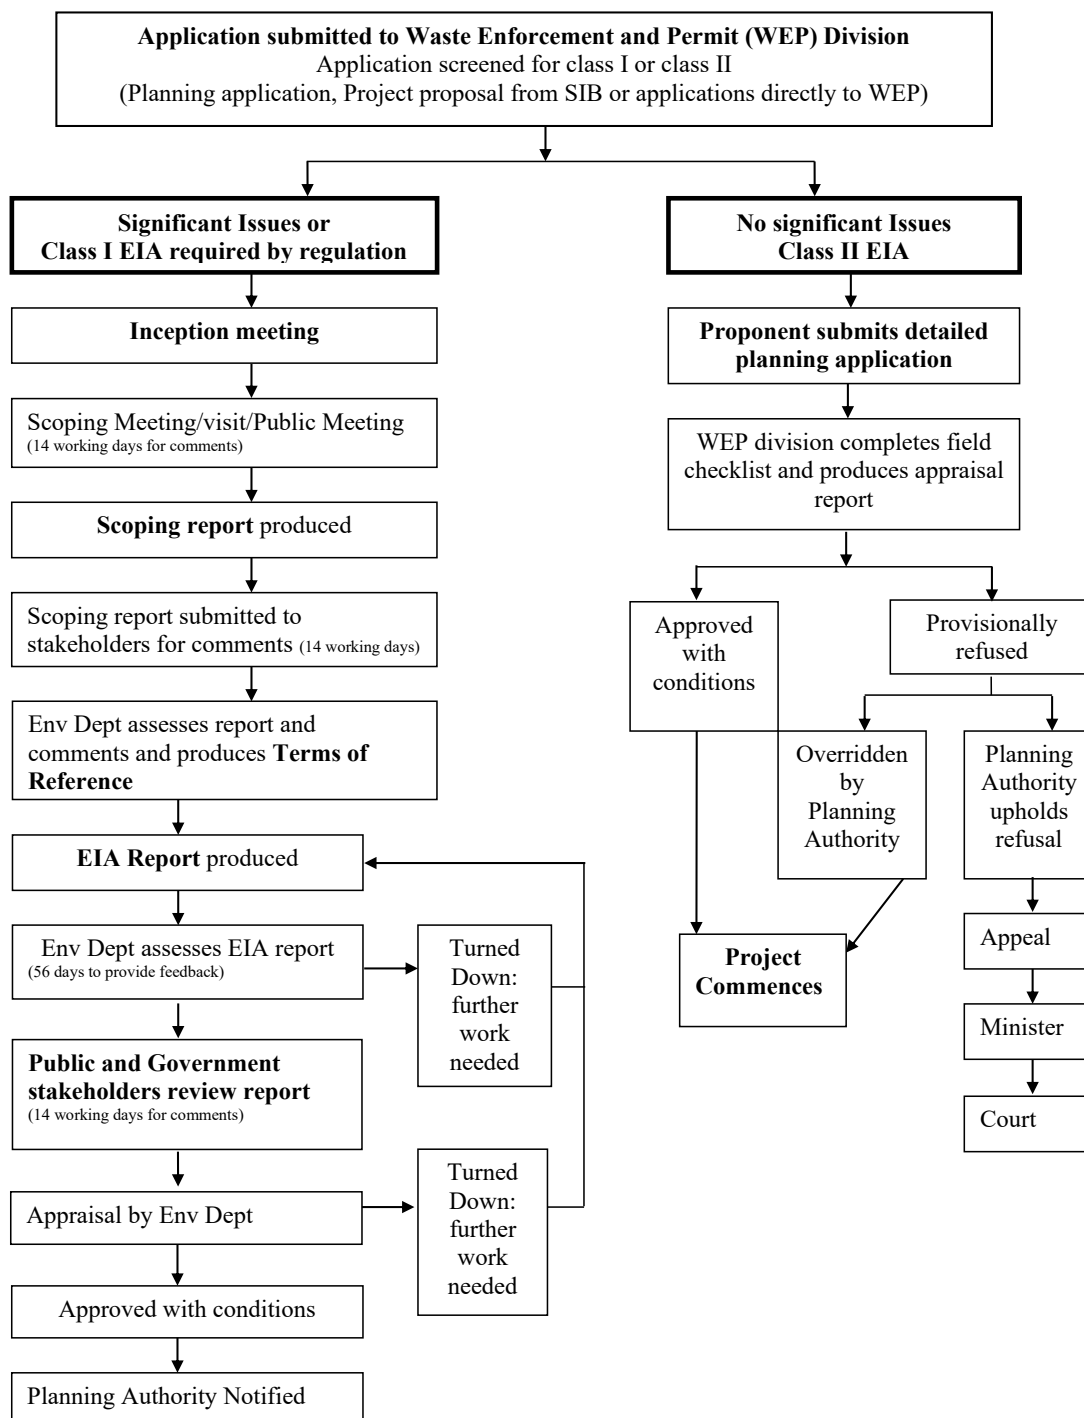 Application submitted to Waste Enforcement and Permit (WEP) Division
Application screened for class I or class II
(Planning application, Project proposal from SIB or applications directly to WEP)
Significant Issues or
Class I EIA required by regulation
Inception meeting
Scoping Meeting/visit/Public Meeting
(14 working days for comments)
Scoping report produced
Scoping report submitted to
stakeholders for comments (14 working days)
Env Dept assesses report and
comments and produces Terms of
Reference
EIA Report produced
Env Dept assesses EIA report
(56 days to provide feedback)
Turned
Down:
further
work
needed
Public and Government
stakeholders review report
(14 working days for comments)
Appraisal by Env Dept
Turned
Down:
further
work
needed
Approved with conditions
Planning Authority Notified
No significant Issues
Class II EIA
Proponent submits detailed
planning application
WEP division completes field
checklist and produces appraisal
report
Approved
with
conditions
Provisionally
refused
Overridden
by
Planning
Authority
Planning
Authority
upholds
refusal
Project
Commences
Appeal
Minister
Court